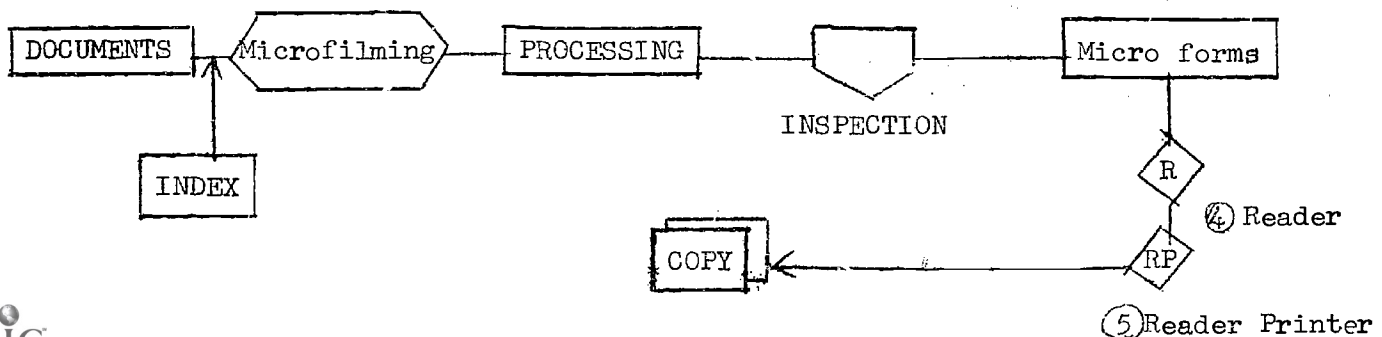 DOCUMENTS
Microfilming
PROCESSING
INSPECTION
Micro forms
INDEX
R
④ Reader
RP
COPY
⑤ Reader Printer